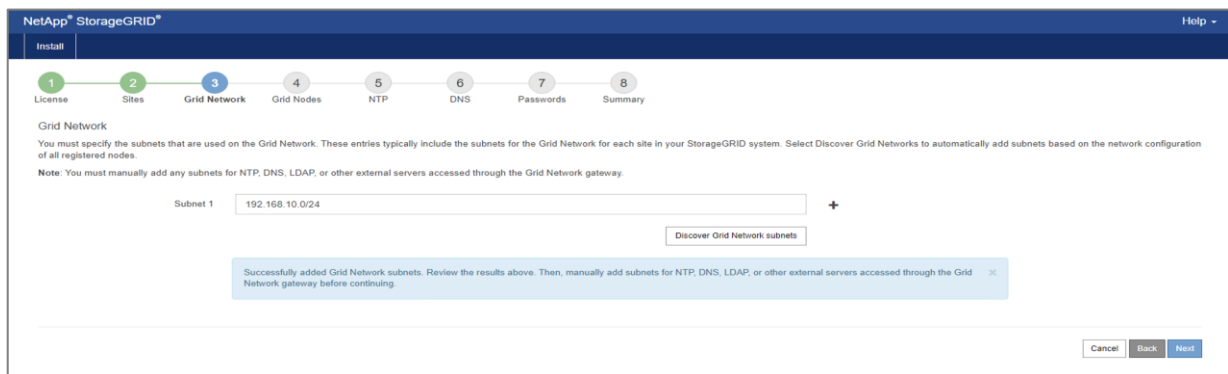 NetApp® StorageGRID®
Help
Install
1 2 3 4 5 6 7 8
License Sites Grid Network Grid Nodes NTP DNS Passwords Summary
Grid Network
You must specify the subnets that are used on the Grid Network. These entries typically include the subnets for the Grid Network for each site in your StorageGRID system. Select Discover Grid Networks to automatically add subnets based on the network configuration
of all registered nodes.
Note: You must manually add any subnets for NTP, DNS, LDAP, or other external servers accessed through the Grid Network gateway.
Subnet 1 192.168.10.0/24 +
Discover Grid Network subnets
Successfully added Grid Network subnets. Review the results above. Then, manually add subnets for NTP, DNS, LDAP, or other external servers accessed through the Grid ×
Network gateway before continuing.
Cancel Back Next